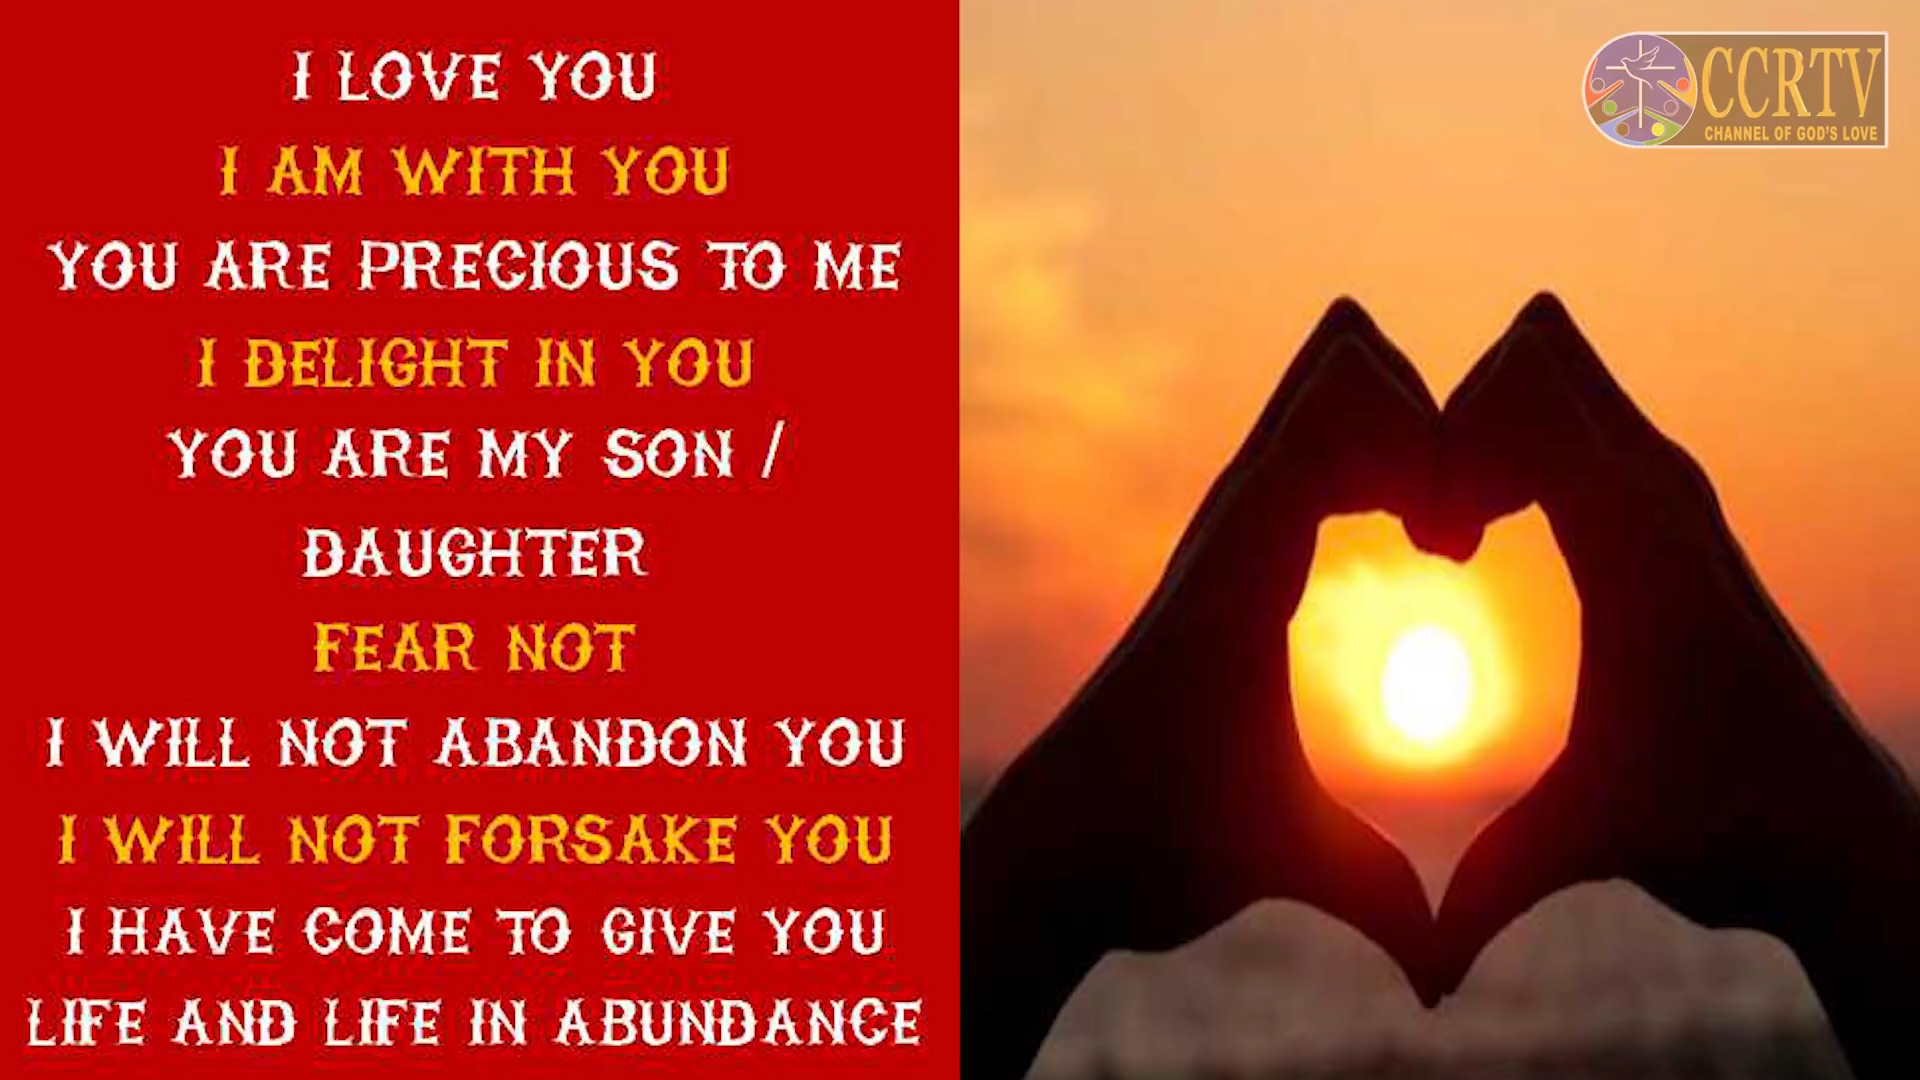 I LOVE YOU
I AM WITH YOU
YOU ARE PRECIOUS TO ME
I DELIGHT IN YOU
YOU ARE MY SON /
DAUGHTER
FEAR NOT
I WILL NOT ABANDON YOU
I WILL NOT FORSAKE YOU
I HAVE COME TO GIVE YOU
LIFE AND LIFE IN ABUNDANCE
CCRTV
CHANNEL OF GOD'S LOVE